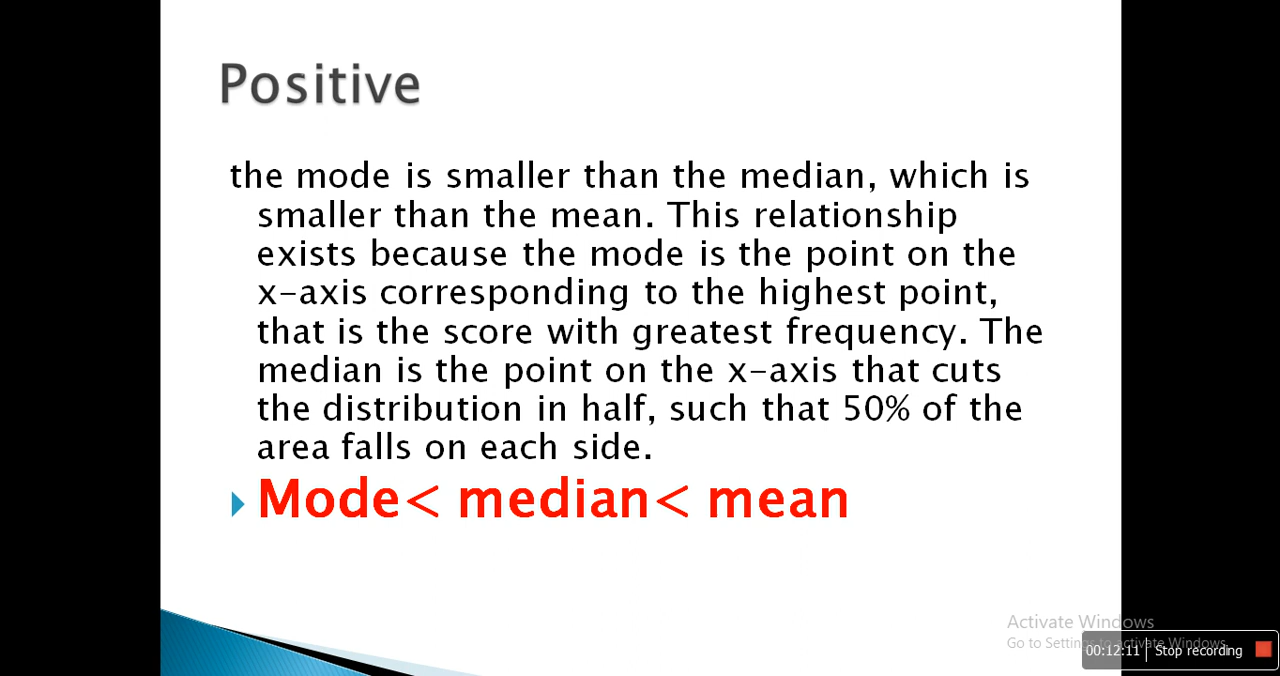 Positive
the mode is smaller than the median, which is
smaller than the mean. This relationship
exists because the mode is the point on the
x-axis corresponding to the highest point,
that is the score with greatest frequency. The
median is the point on the x-axis that cuts
the distribution in half, such that 50% of the
area falls on each side.
Mode< median< mean
Activate Windows
Go to Settings to activate Windows.
00:12:11 Stop recording